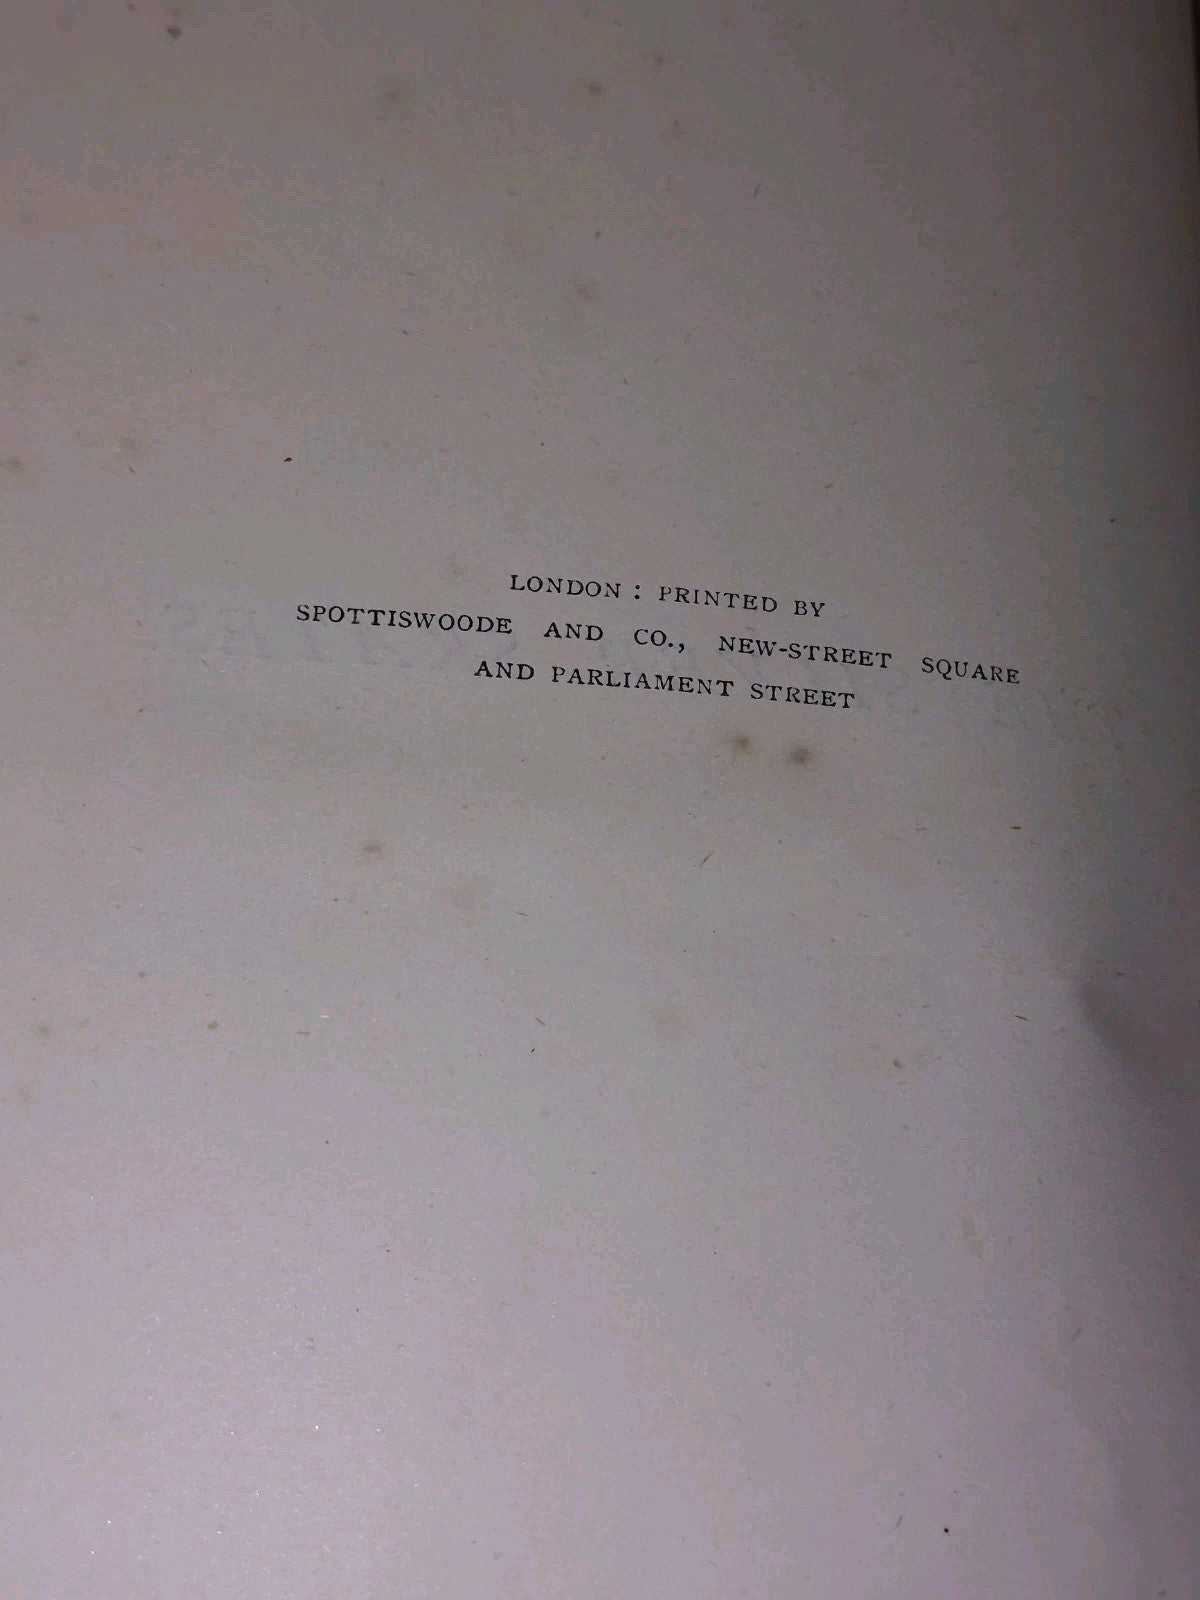 LONDON : PRINTED BY
SPOTTISWOODE AND CO., NEW-STREET SQUARE
AND PARLIAMENT STREET